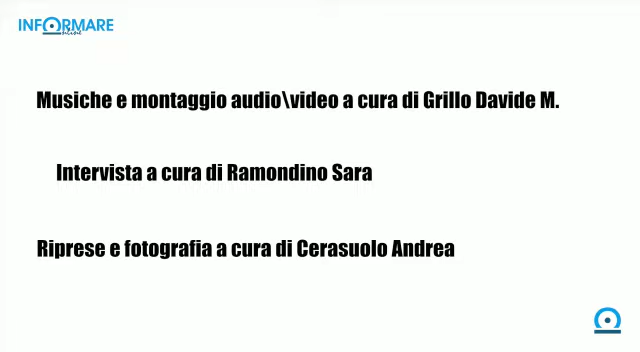 INFORMARE
online
Musiche e montaggio audio\video a cura di Grillo Davide M.
Intervista a cura di Ramondino Sara
Riprese e fotografia a cura di Cerasuolo Andrea